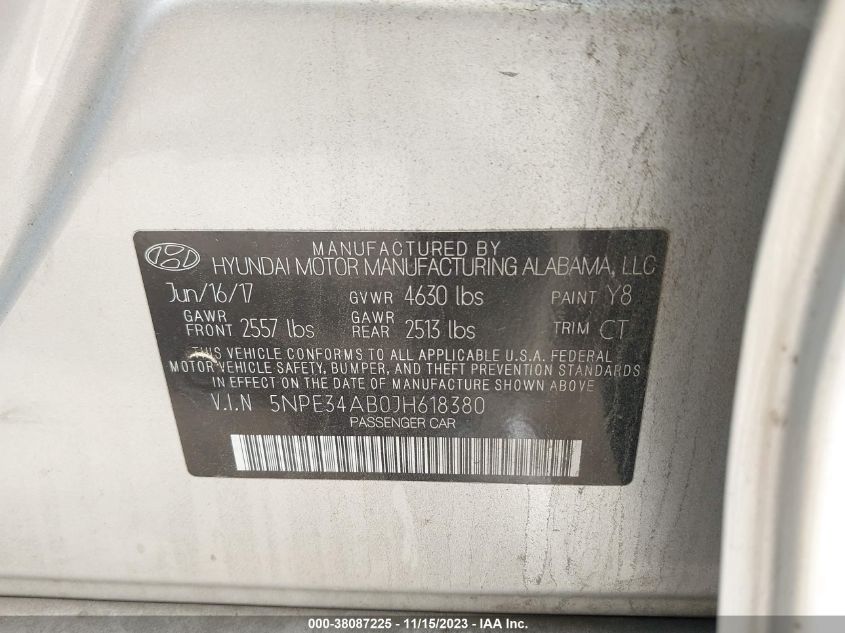 MANUFACTURED BY
HYUNDAI MOTOR MANUFACTURING ALABAMA, LLC
Jun/16/17 GVWR 4630 lbs PAINT Y8
GAWR FRONT 2557 lbs GAWR REAR 2513 lbs TRIM CT
THIS VEHICLE CONFORMS TO ALL APPLICABLE U.S.A. FEDERAL
MOTOR VEHICLE SAFETY, BUMPER, AND THEFT PREVENTION STANDARDS
IN EFFECT ON THE DATE OF MANUFACTURE SHOWN ABOVE
V.I.N 5NPE34AB0JH618380
PASSENGER CAR
000-38087225 - 11/15/2023 - IAA Inc.